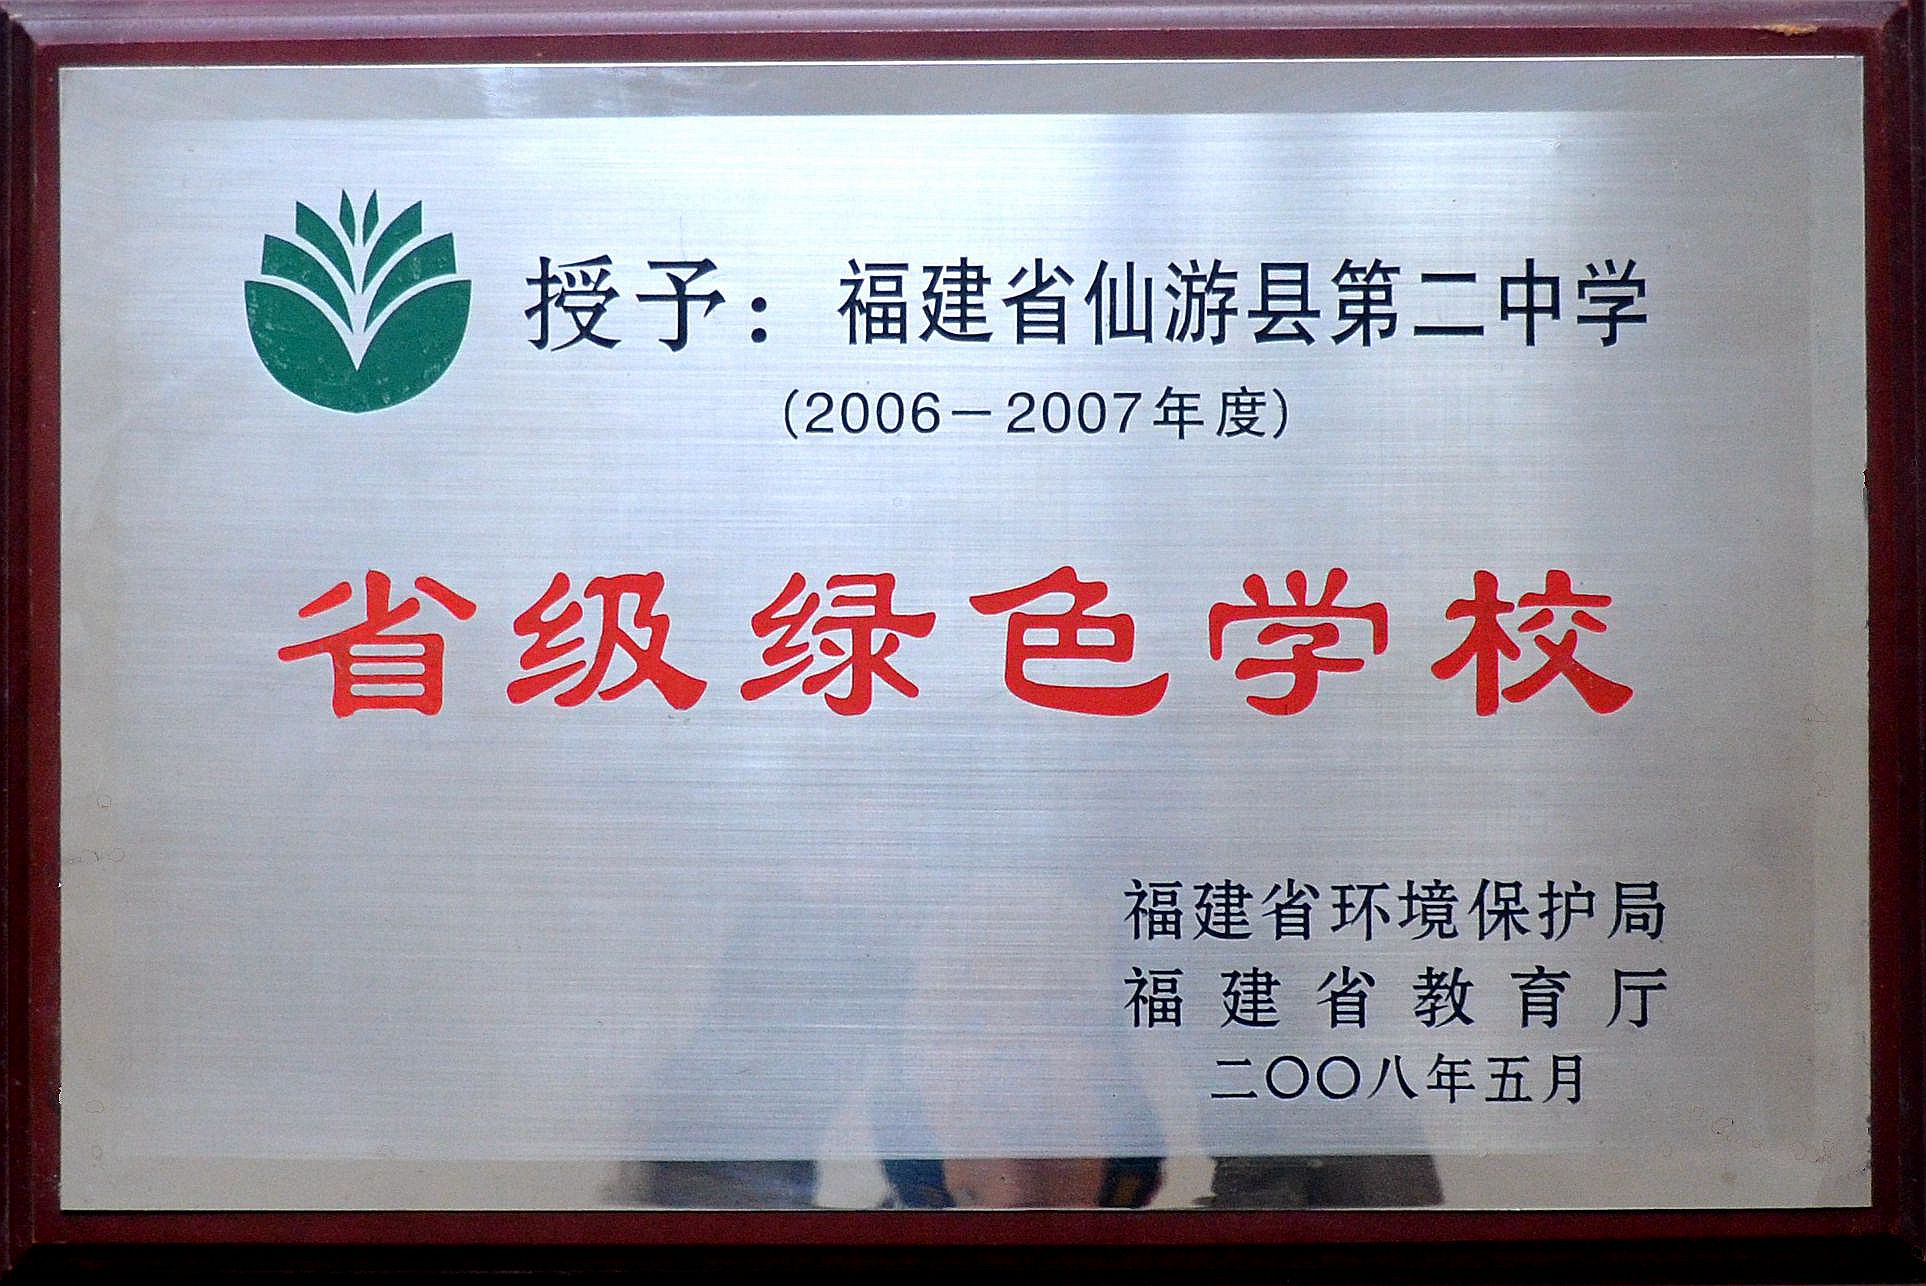 授予：福建省仙游县第二中学
(2006－2007年度)
省级绿色学校
福建省环境保护局
福建省教育厅
二〇〇八年五月